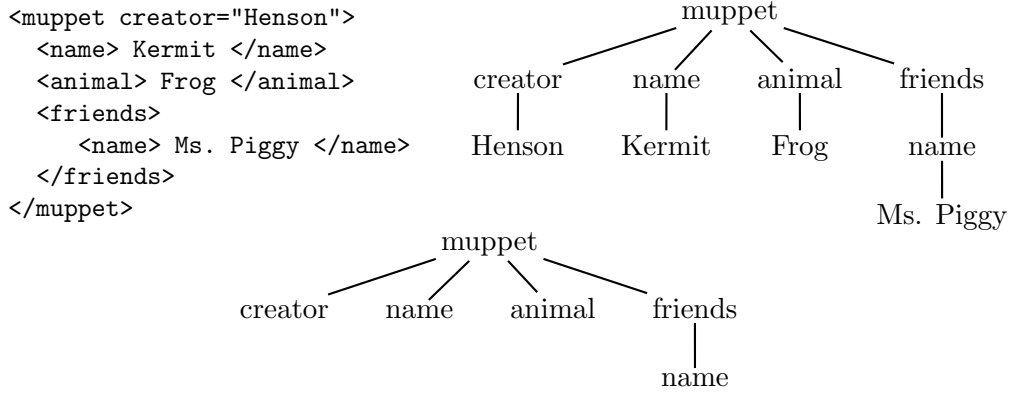 <muppet creator="Henson">
  <name> Kermit </name>
  <animal> Frog </animal>
  <friends>
     <name> Ms. Piggy </name>
  </friends>
</muppet>
muppet
creator name animal friends
Henson Kermit Frog name
Ms. Piggy
muppet
creator name animal friends
name